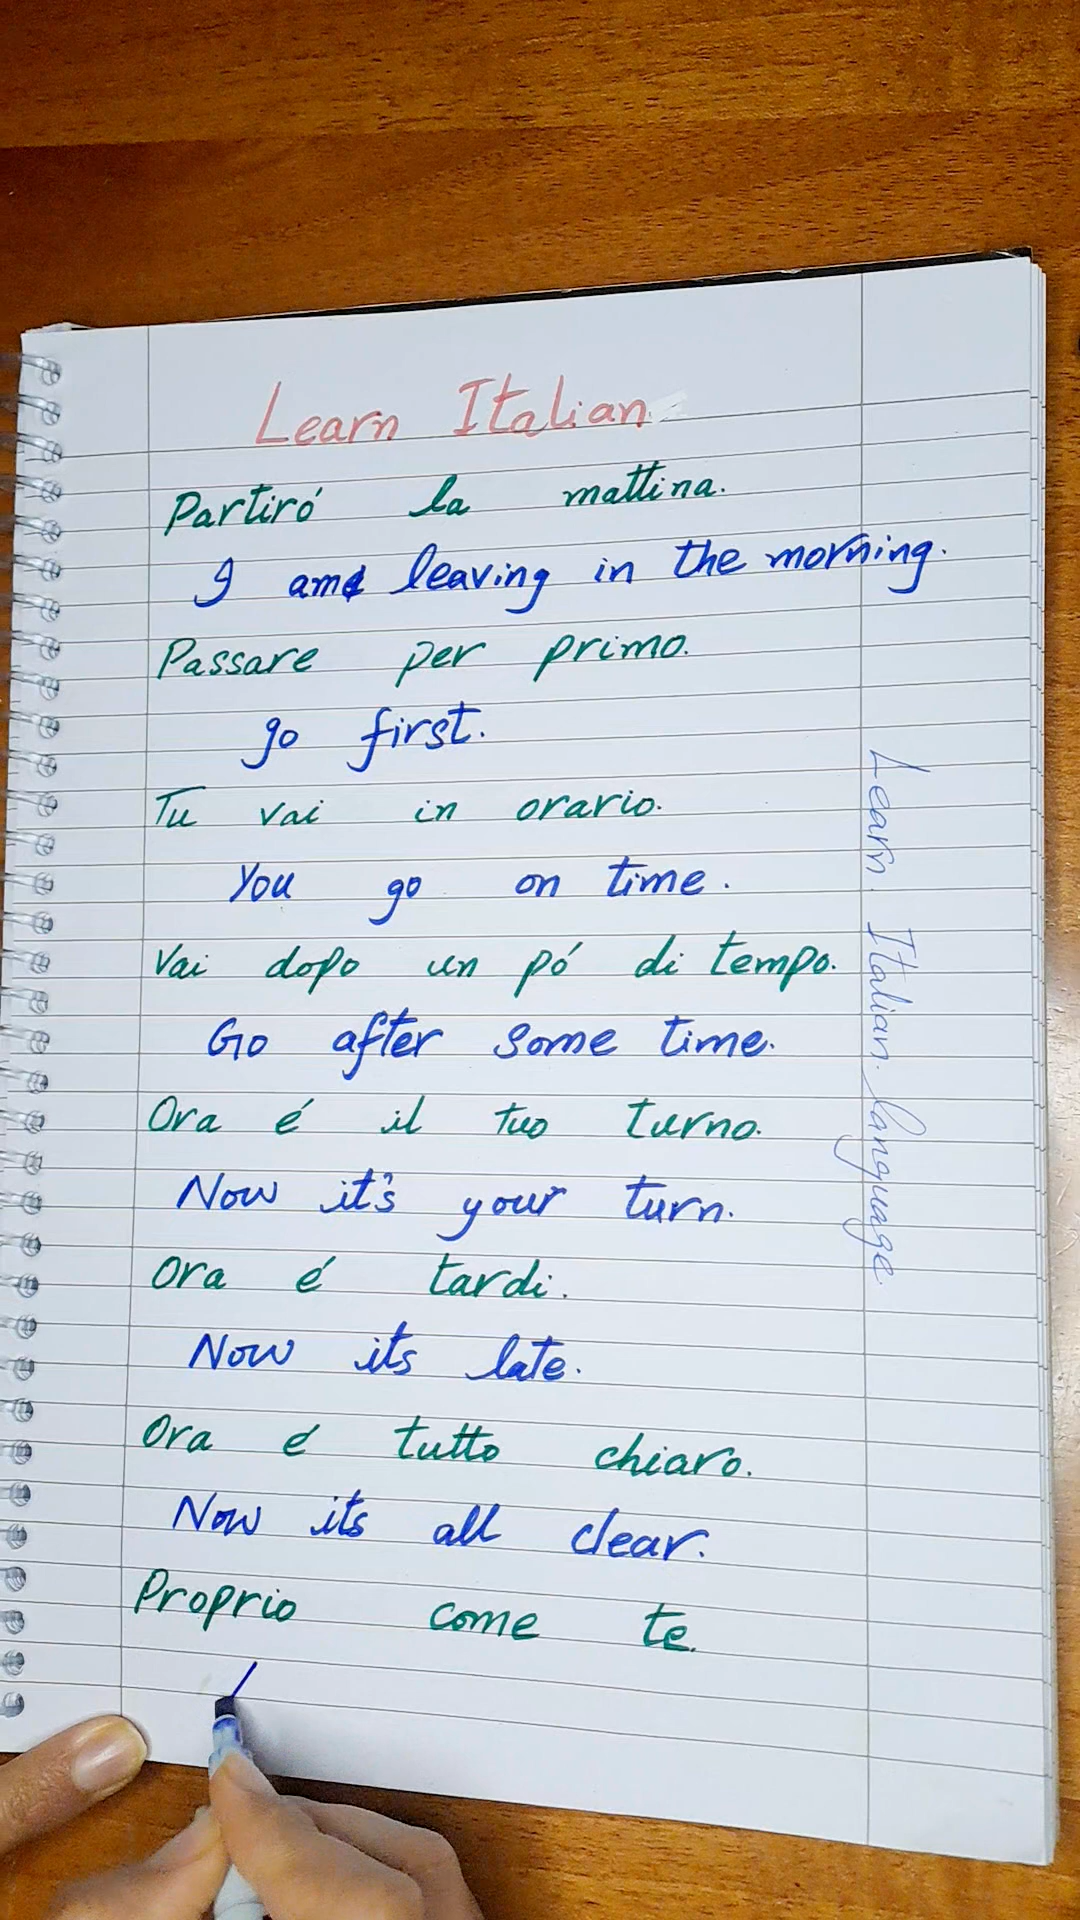 Learn Italian
Partiró la mattina.
I am leaving in the morning.
Passare per primo.
go first.
Tu vai in orario.
You go on time.
Vai dopo un pó di tempo.
Go after some time.
Ora é il tuo turno.
Now it's your turn.
Ora é tardi.
Now its late.
Ora é tutto chiaro.
Now its all clear.
Proprio come te.
Learn Italian language